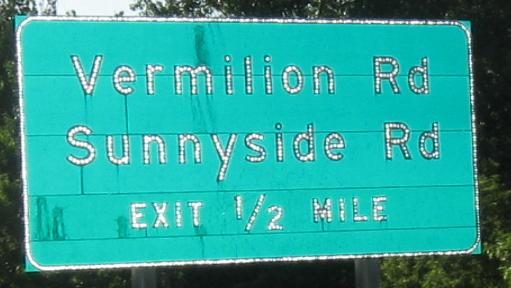 Vermilion Rd
Sunnyside Rd
EXIT 1/2 MILE